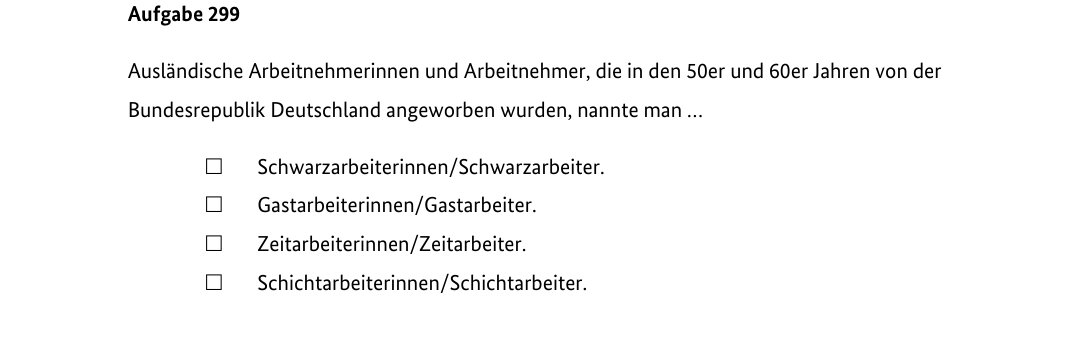 Aufgabe 299
Ausländische Arbeitnehmerinnen und Arbeitnehmer, die in den 50er und 60er Jahren von der
Bundesrepublik Deutschland angeworben wurden, nannte man …
☐ Schwarzarbeiterinnen/Schwarzarbeiter.
☐ Gastarbeiterinnen/Gastarbeiter.
☐ Zeitarbeiterinnen/Zeitarbeiter.
☐ Schichtarbeiterinnen/Schichtarbeiter.